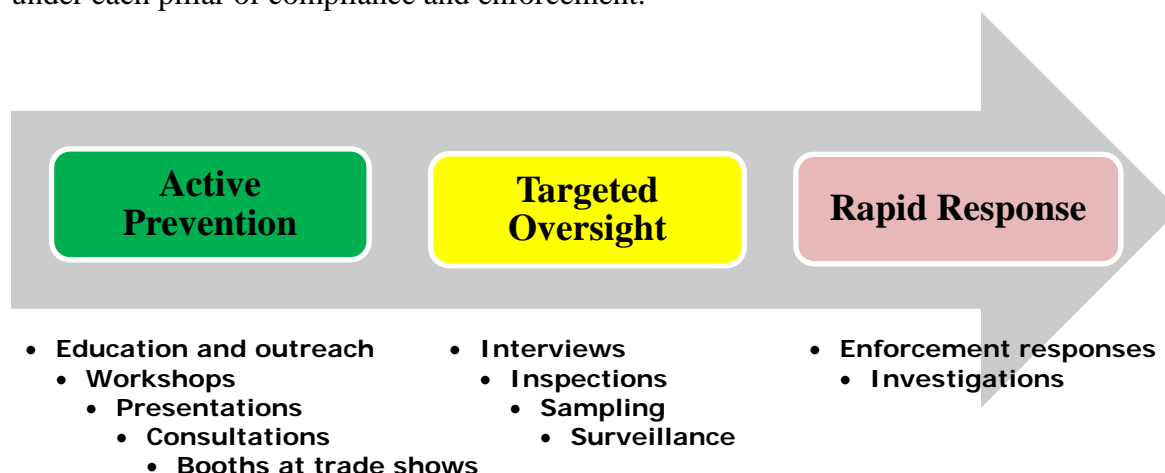 under each pillar of compliance and enforcement.
Active
Prevention
Targeted
Oversight
Rapid Response
• Education and outreach
• Workshops
• Presentations
• Consultations
• Booths at trade shows
• Interviews
• Inspections
• Sampling
• Surveillance
• Enforcement responses
• Investigations